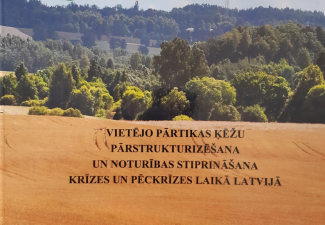 VIETĒJO PĀRTIKAS ĶĒŽU
PĀRSTRUKTURIZĒŠANA
UN NOTURĪBAS STIPRINĀŠANA
KRĪZES UN PĒCKRĪZES LAIKĀ LATVIJĀ